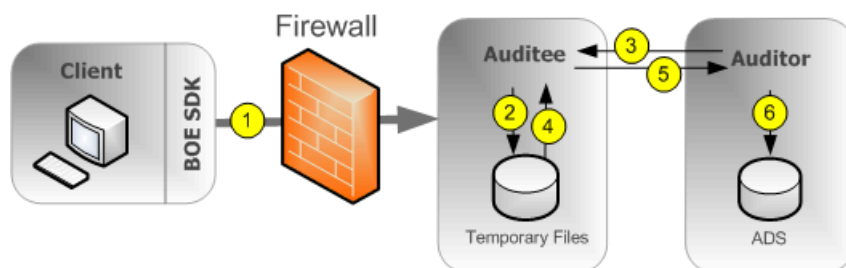 Firewall
Client
BOE SDK
1
Auditee
3
5
Auditor
2
4
6
Temporary Files
ADS